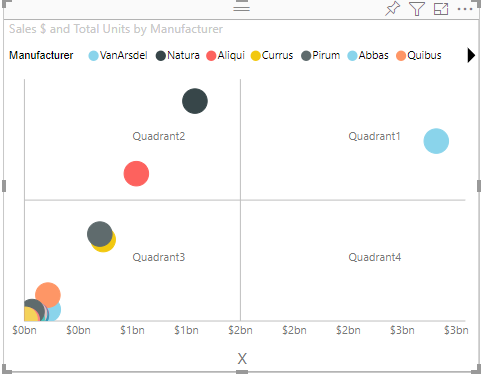 Sales $ and Total Units by Manufacturer
Manufacturer VanArsdel Natura Aliqui Currus Pirum Abbas Quibus
Quadrant2 Quadrant1
Quadrant3 Quadrant4
$0bn $0bn $1bn $1bn $2bn $2bn $2bn $3bn $3bn
X